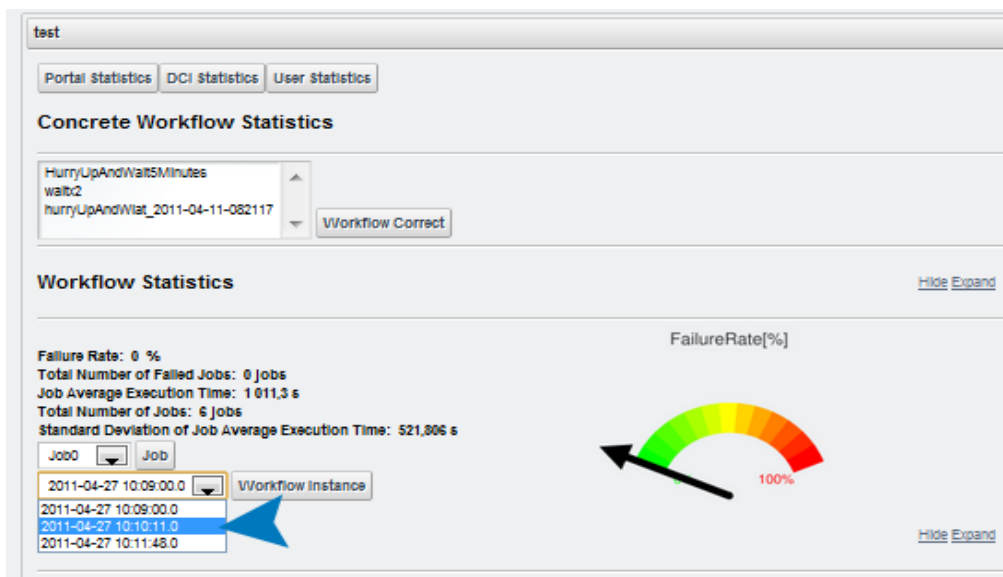 test
Portal Statistics DCI Statistics User Statistics
Concrete Workflow Statistics
HurryUpAndWait5Minutes
waitx2
hurryUpAndWiat_2011-04-11-082117
Workflow Correct
Workflow Statistics
Hide Expand
FailureRate[%]
Failure Rate: 0 %
Total Number of Failed Jobs: 0 jobs
Job Average Execution Time: 1 011,3 s
Total Number of Jobs: 6 jobs
Standard Deviation of Job Average Execution Time: 521,806 s
Job0 Job
100%
2011-04-27 10:09:00.0 Workflow Instance
2011-04-27 10:09:00.0
2011-04-27 10:10:11.0
2011-04-27 10:11:48.0
Hide Expand